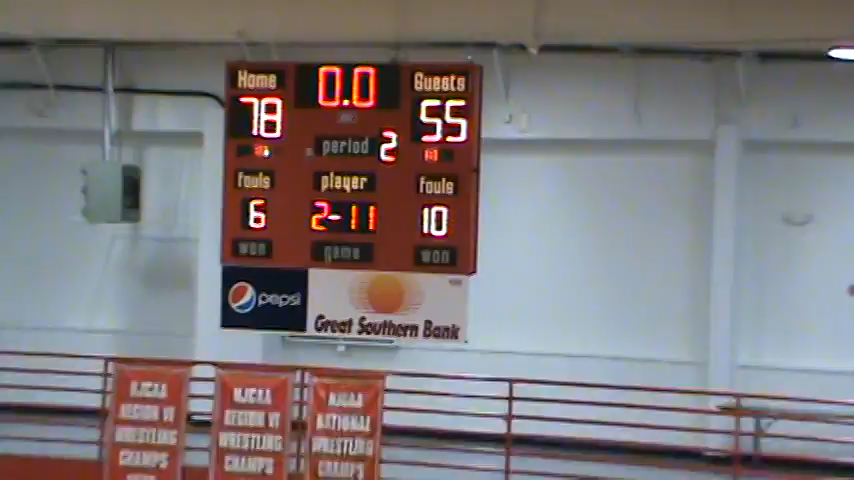 Home 0.0 Guests
78 55
period 2
fouls player fouls
6 2-11 10
won game won
pepsi Great Southern Bank
NJCAA NJCAA NJCAA
REGION VI REGION VI NATIONAL
WRESTLING WRESTLING WRESTLING
CHAMPS CHAMPS CHAMPS